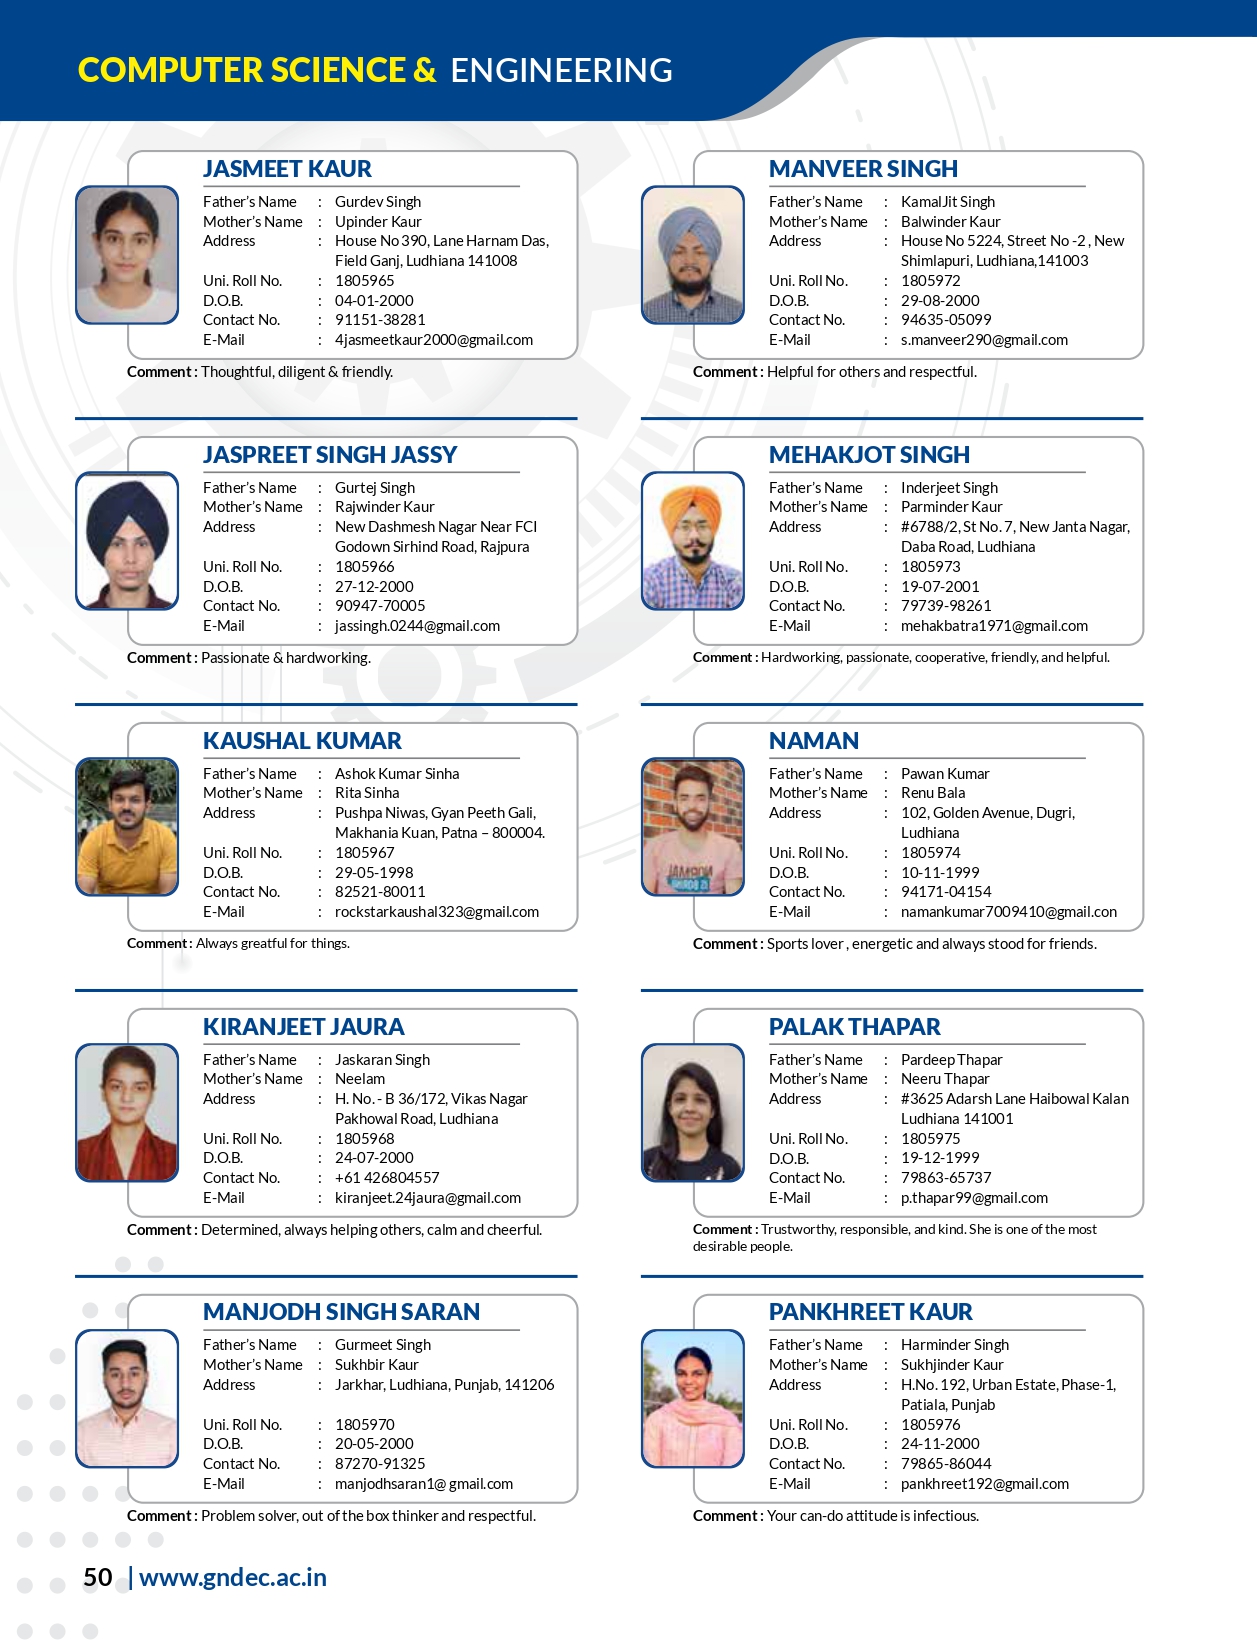 COMPUTER SCIENCE & ENGINEERING
JASMEET KAUR
Father's Name : Gurdev Singh
Mother's Name : Upinder Kaur
Address : House No 390, Lane Harnam Das,
Field Ganj, Ludhiana 141008
Uni. Roll No. : 1805965
D.O.B. : 04-01-2000
Contact No. : 91151-38281
E-Mail : 4jasmeetkaur2000@gmail.com
Comment : Thoughtful, diligent & friendly.
JASPREET SINGH JASSY
Father's Name : Gurtej Singh
Mother's Name : Rajwinder Kaur
Address : New Dashmesh Nagar Near FCI
Godown Sirhind Road, Rajpura
Uni. Roll No. : 1805966
D.O.B. : 27-12-2000
Contact No. : 90947-70005
E-Mail : jassingh.0244@gmail.com
Comment : Passionate & hardworking.
KAUSHAL KUMAR
Father's Name : Ashok Kumar Sinha
Mother's Name : Rita Sinha
Address : Pushpa Niwas, Gyan Peeth Gali,
Makhania Kuan, Patna – 800004.
Uni. Roll No. : 1805967
D.O.B. : 29-05-1998
Contact No. : 82521-80011
E-Mail : rockstarkaushal323@gmail.com
Comment : Always greatful for things.
KIRANJEET JAURA
Father's Name : Jaskaran Singh
Mother's Name : Neelam
Address : H. No. - B 36/172, Vikas Nagar
Pakhowal Road, Ludhiana
Uni. Roll No. : 1805968
D.O.B. : 24-07-2000
Contact No. : +61 426804557
E-Mail : kiranjeet.24jaura@gmail.com
Comment : Determined, always helping others, calm and cheerful.
MANJODH SINGH SARAN
Father's Name : Gurmeet Singh
Mother's Name : Sukhbir Kaur
Address : Jarkhar, Ludhiana, Punjab, 141206
Uni. Roll No. : 1805970
D.O.B. : 20-05-2000
Contact No. : 87270-91325
E-Mail : manjodhsaran1@ gmail.com
Comment : Problem solver, out of the box thinker and respectful.
MANVEER SINGH
Father's Name : KamalJit Singh
Mother's Name : Balwinder Kaur
Address : House No 5224, Street No -2 , New
Shimlapuri, Ludhiana,141003
Uni. Roll No. : 1805972
D.O.B. : 29-08-2000
Contact No. : 94635-05099
E-Mail : s.manveer290@gmail.com
Comment : Helpful for others and respectful.
MEHAKJOT SINGH
Father's Name : Inderjeet Singh
Mother's Name : Parminder Kaur
Address : #6788/2, St No. 7, New Janta Nagar,
Daba Road, Ludhiana
Uni. Roll No. : 1805973
D.O.B. : 19-07-2001
Contact No. : 79739-98261
E-Mail : mehakbatra1971@gmail.com
Comment : Hardworking, passionate, cooperative, friendly, and helpful.
NAMAN
Father's Name : Pawan Kumar
Mother's Name : Renu Bala
Address : 102, Golden Avenue, Dugri,
Ludhiana
Uni. Roll No. : 1805974
D.O.B. : 10-11-1999
Contact No. : 94171-04154
E-Mail : namankumar7009410@gmail.con
Comment : Sports lover , energetic and always stood for friends.
PALAK THAPAR
Father's Name : Pardeep Thapar
Mother's Name : Neeru Thapar
Address : #3625 Adarsh Lane Haibowal Kalan
Ludhiana 141001
Uni. Roll No. : 1805975
D.O.B. : 19-12-1999
Contact No. : 79863-65737
E-Mail : p.thapar99@gmail.com
Comment : Trustworthy, responsible, and kind. She is one of the most
desirable people.
PANKHREET KAUR
Father's Name : Harminder Singh
Mother's Name : Sukhjinder Kaur
Address : H.No. 192, Urban Estate, Phase-1,
Patiala, Punjab
Uni. Roll No. : 1805976
D.O.B. : 24-11-2000
Contact No. : 79865-86044
E-Mail : pankhreet192@gmail.com
Comment : Your can-do attitude is infectious.
50 | www.gndec.ac.in